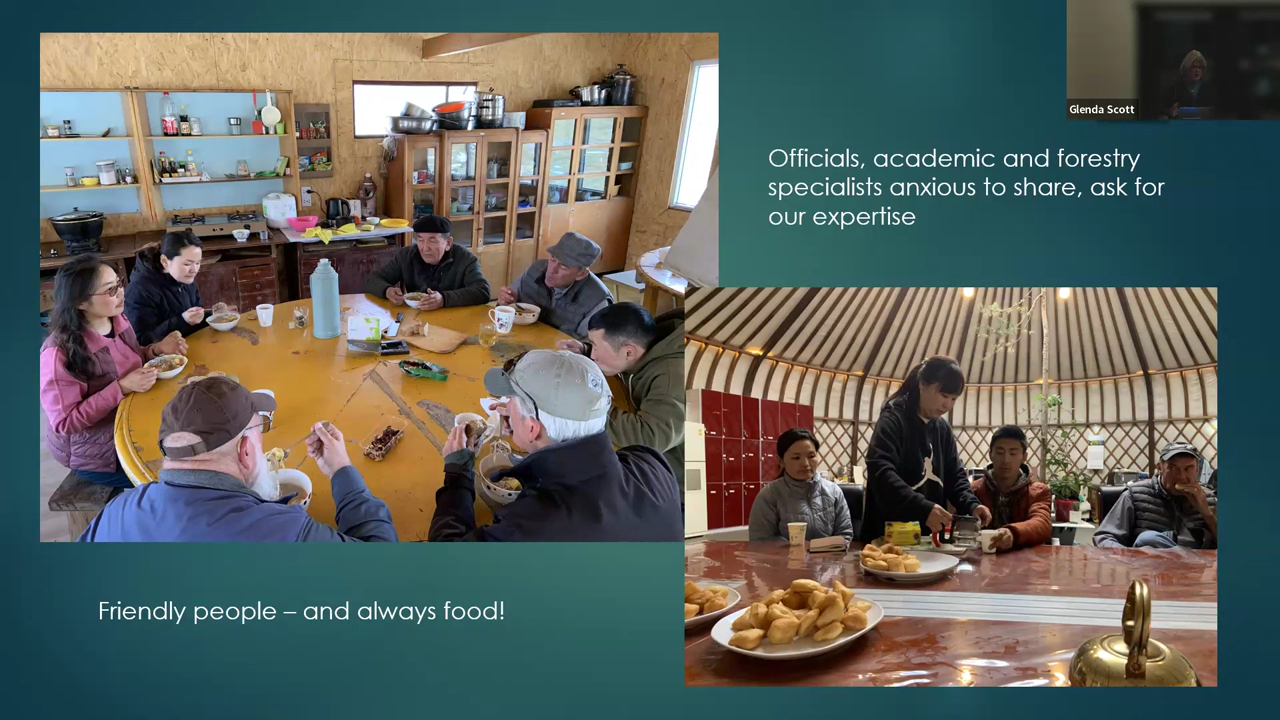 Glenda Scott
Officials, academic and forestry
specialists anxious to share, ask for
our expertise
Friendly people – and always food!